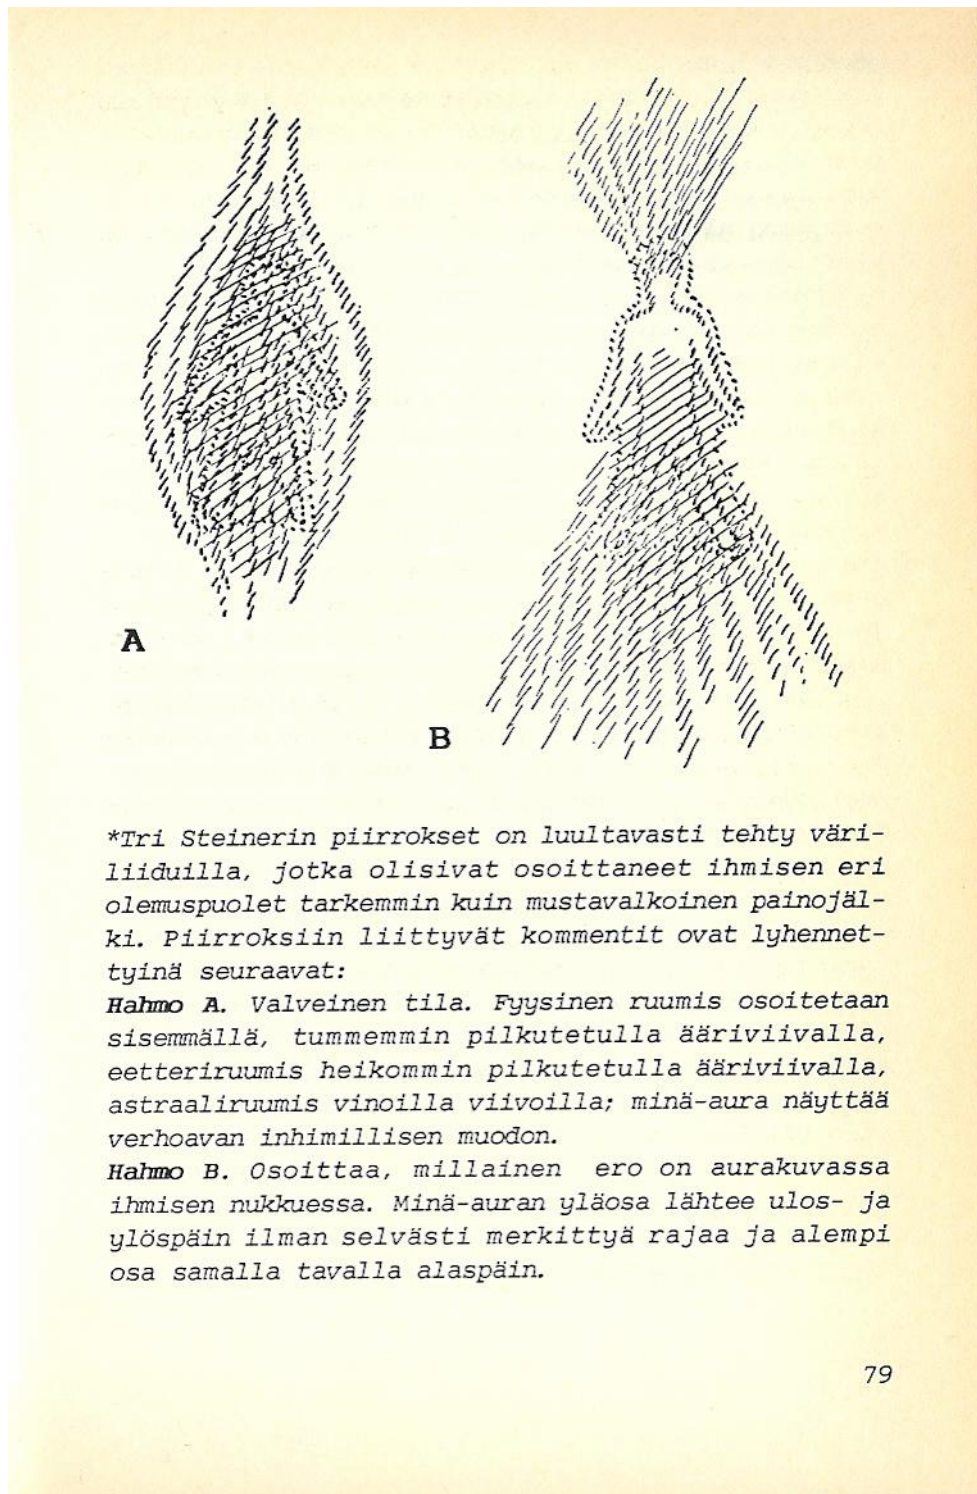 A
B
*Tri Steinerin piirrokset on luultavasti tehty väri-
liiduilla, jotka olisivat osoittaneet ihmisen eri
olemuspuolet tarkemmin kuin mustavalkoinen painojäl-
ki. Piirroksiin liittyvät kommentit ovat lyhennet-
tyinä seuraavat:
Hahmo A. Valveinen tila. Fyysinen ruumis osoitetaan
sisemmällä, tummemmin pilkutetulla ääriviivalla,
eetteriruumis heikommin pilkutetulla ääriviivalla,
astraaliruumis vinoilla viivoilla; minä-aura näyttää
verhoavan inhimillisen muodon.
Hahmo B. Osoittaa, millainen ero on aurakuvassa
ihmisen nukkuessa. Minä-auran yläosa lähtee ulos- ja
ylöspäin ilman selvästi merkittyä rajaa ja alempi
osa samalla tavalla alaspäin.
79